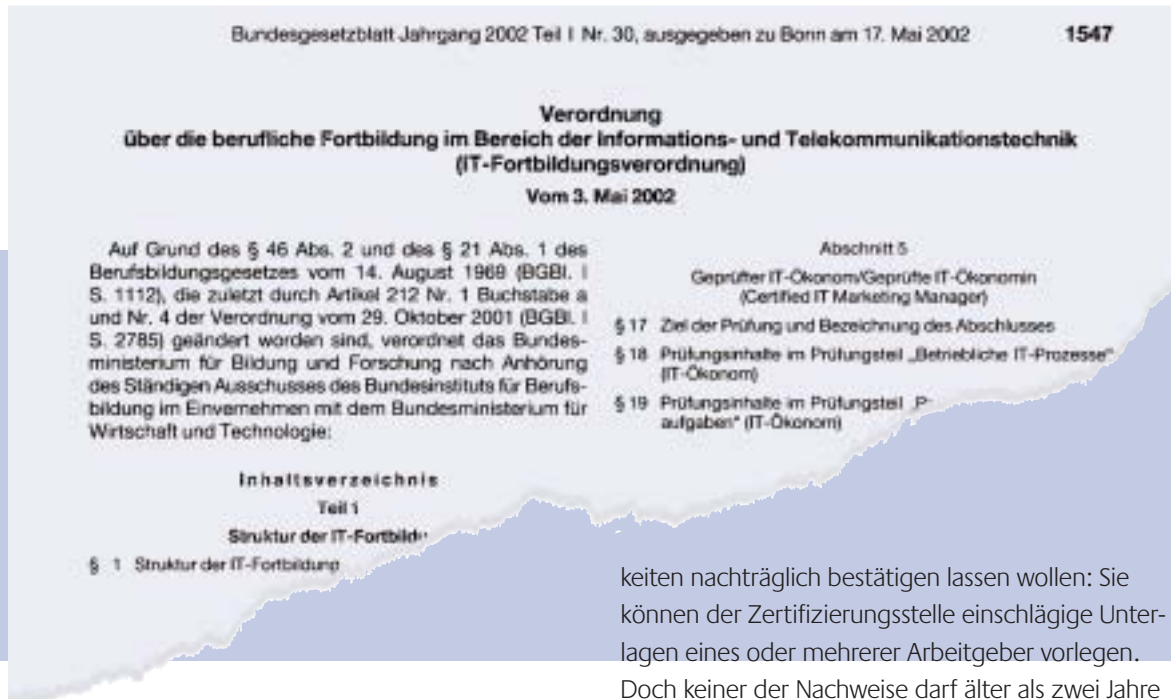 Bundesgesetzblatt Jahrgang 2002 Teil I Nr. 30, ausgegeben zu Bonn am 17. Mai 2002 1547
Verordnung
über die berufliche Fortbildung im Bereich der Informations- und Telekommunikationstechnik
(IT-Fortbildungsverordnung)
Vom 3. Mai 2002
Auf Grund des § 46 Abs. 2 und des § 21 Abs. 1 des
Berufsbildungsgesetzes vom 14. August 1969 (BGBl. I
S. 1112), die zuletzt durch Artikel 212 Nr. 1 Buchstabe a
und Nr. 4 der Verordnung vom 29. Oktober 2001 (BGBl. I
S. 2785) geändert worden sind, verordnet das Bundes-
ministerium für Bildung und Forschung nach Anhörung
des Ständigen Ausschusses des Bundesinstituts für Berufs-
bildung im Einvernehmen mit dem Bundesministerium für
Wirtschaft und Technologie:
Inhaltsverzeichnis
Teil 1
Struktur der IT-Fortbild
§ 1 Struktur der IT-Fortbildung
Abschnitt 5
Geprüfter IT-Ökonom/Geprüfte IT-Ökonomin
(Certified IT Marketing Manager)
§ 17 Ziel der Prüfung und Bezeichnung des Abschlusses
§ 18 Prüfungsinhalte im Prüfungsteil „Betriebliche IT-Prozesse“
(IT-Ökonom)
§ 19 Prüfungsinhalte im Prüfungsteil „P
aufgaben“ (IT-Ökonom)
keiten nachträglich bestätigen lassen wollen: Sie
können der Zertifizierungsstelle einschlägige Unter-
lagen eines oder mehrerer Arbeitgeber vorlegen.
Doch keiner der Nachweise darf älter als zwei Jahre